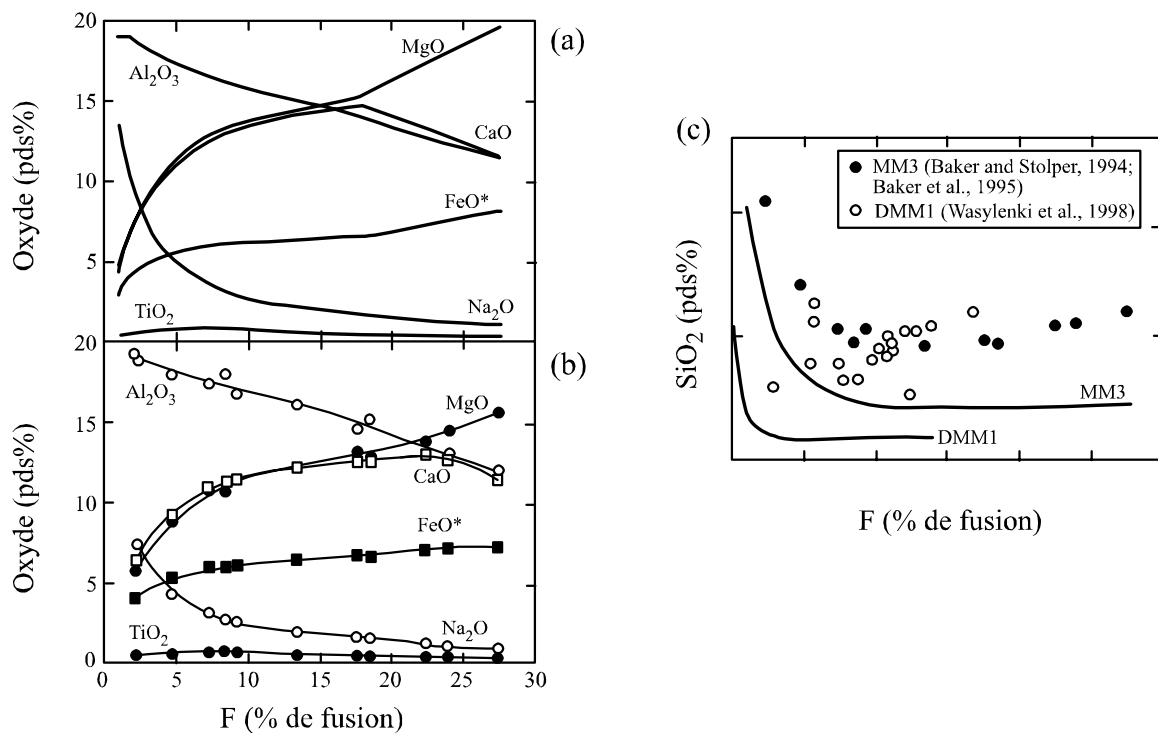 20
(a)
MgO
Al2O3
15
CaO
Oxyde (pds%)
10
FeO*
5
TiO2
Na2O
20
(b)
Al2O3
MgO
15
CaO
Oxyde (pds%)
10
FeO*
5
TiO2
Na2O
0
0 5 10 15 20 25 30
F (% de fusion)
(c)
MM3 (Baker and Stolper, 1994;
Baker et al., 1995)
DMM1 (Wasylenki et al., 1998)
SiO2 (pds%)
MM3
DMM1
F (% de fusion)